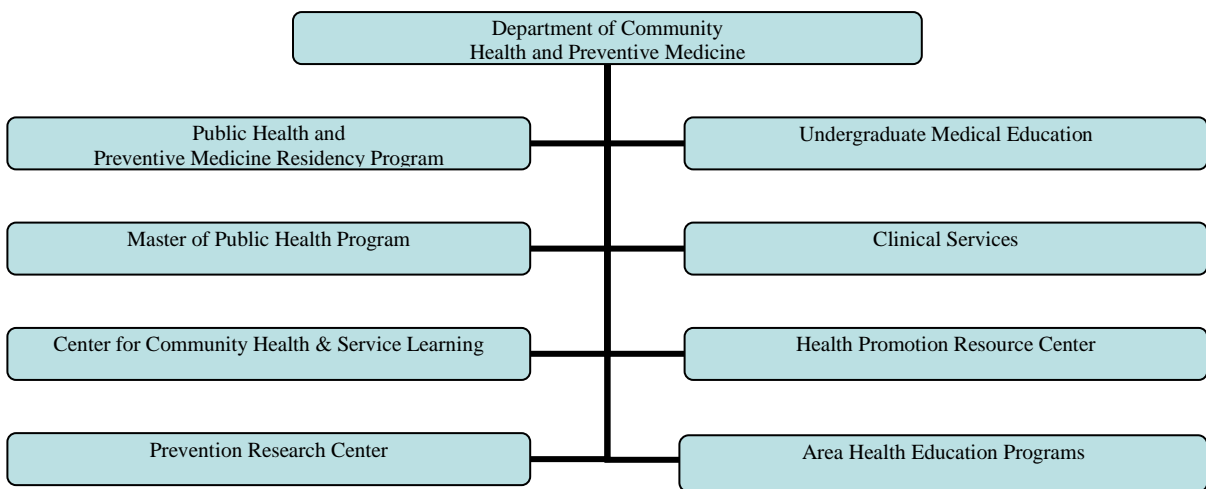 Department of Community
Health and Preventive Medicine
Public Health and
Preventive Medicine Residency Program
Undergraduate Medical Education
Master of Public Health Program
Clinical Services
Center for Community Health & Service Learning
Health Promotion Resource Center
Prevention Research Center
Area Health Education Programs